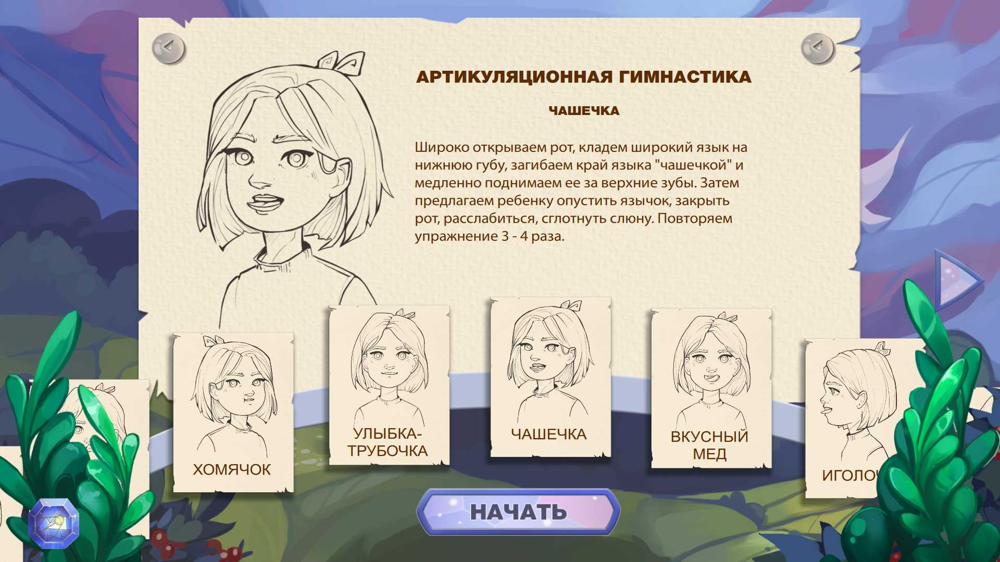 АРТИКУЛЯЦИОННАЯ ГИМНАСТИКА
ЧАШЕЧКА
Широко открываем рот, кладем широкий язык на
нижнюю губу, загибаем край языка "чашечкой" и
медленно поднимаем ее за верхние зубы. Затем
предлагаем ребенку опустить язычок, закрыть
рот, расслабиться, сглотнуть слюну. Повторяем
упражнение 3 - 4 раза.
ХОМЯЧОК
УЛЫБКА-
ТРУБОЧКА
ЧАШЕЧКА
ВКУСНЫЙ
МЕД
НАЧАТЬ